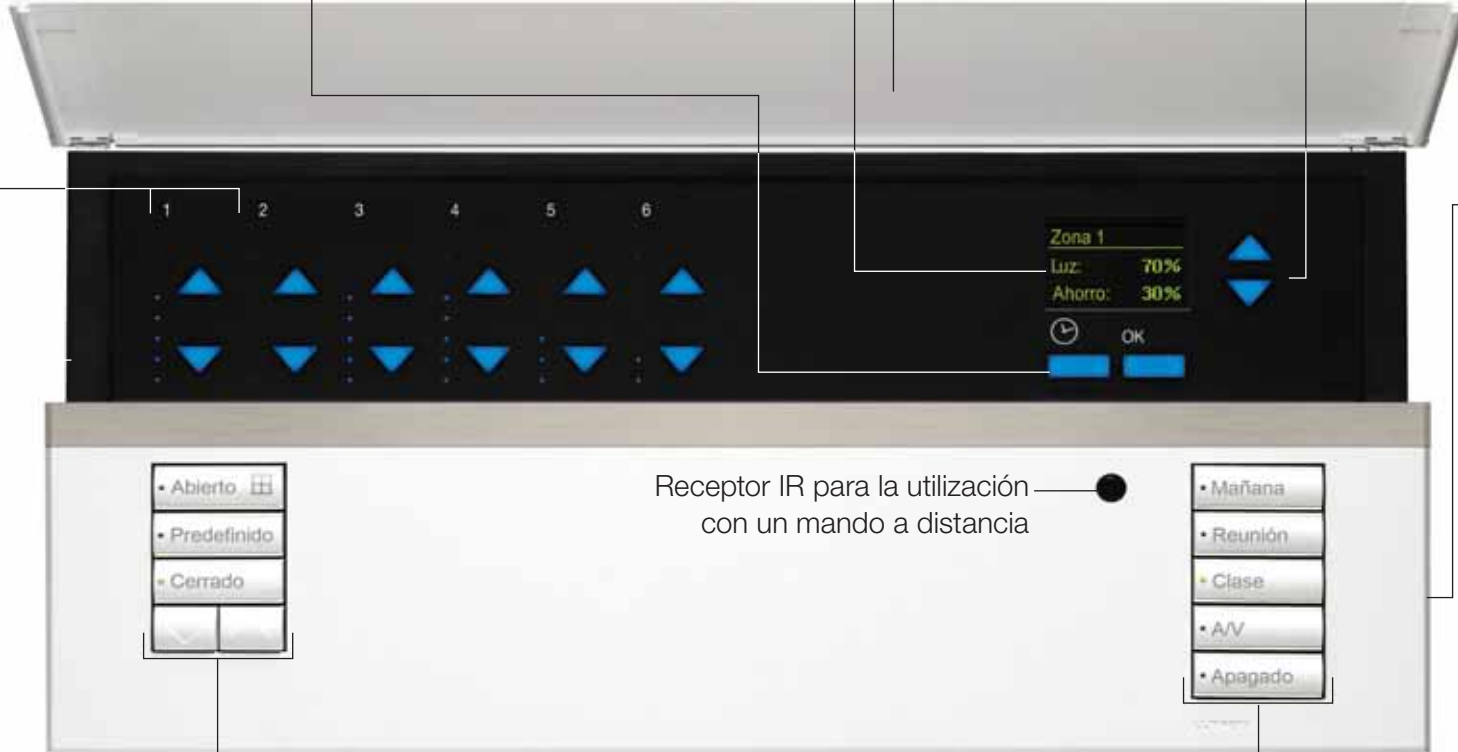 1 2 3 4 5 6
Zona 1
Luz: 70%
Ahorro: 30%
OK
Abierto
Predefinido
Cerrado
Receptor IR para la utilización
con un mando a distancia
Mañana
Reunión
Clase
A/V
Apagado